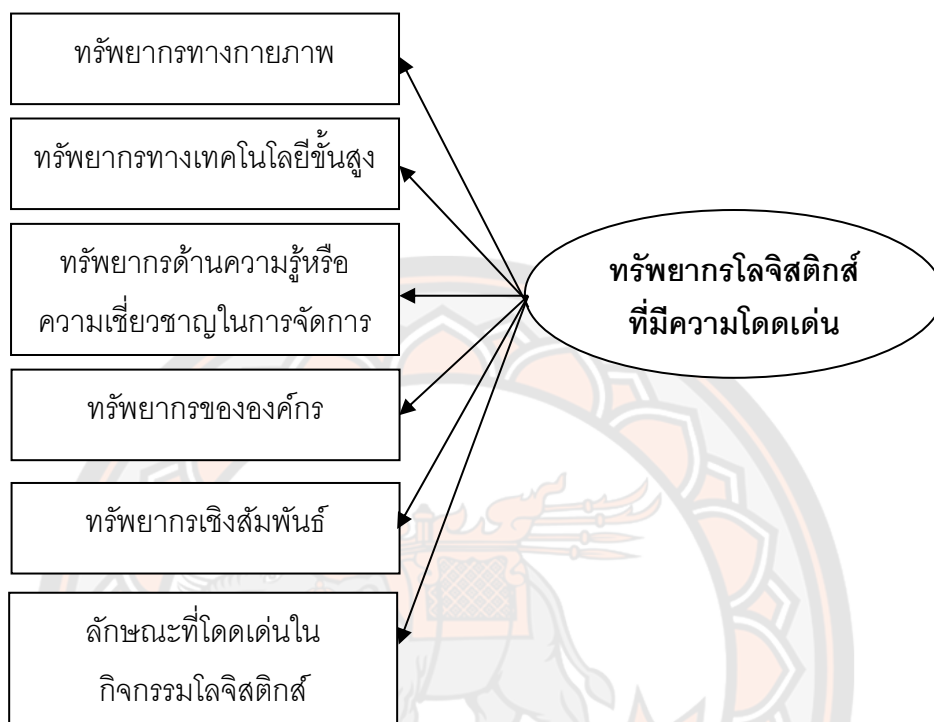 ทรัพยากรทางกายภาพ
ทรัพยากรทางเทคโนโลยีขั้นสูง
ทรัพยากรด้านความรู้หรือ
ความเชี่ยวชาญในการจัดการ
ทรัพยากรขององค์กร
ทรัพยากรเชิงสัมพันธ์
ลักษณะที่โดดเด่นใน
กิจกรรมโลจิสติกส์
ทรัพยากรโลจิสติกส์
ที่มีความโดดเด่น